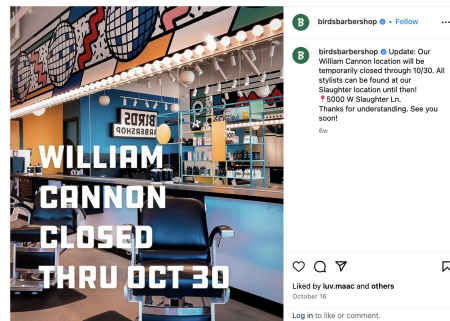 WILLIAM
CANNON
CLOSED
THRU OCT 30
BIRDS
BARBERSHOP
birdsbarbershop • Follow
birdsbarbershop Update: Our
William Cannon location will be
temporarily closed through 10/30. All
stylists can be found at our
Slaughter location until then!
📍5000 W Slaughter Ln.
Thanks for understanding. See you
soon!
6w
Liked by luv.maac and others
October 16
Log in to like or comment.